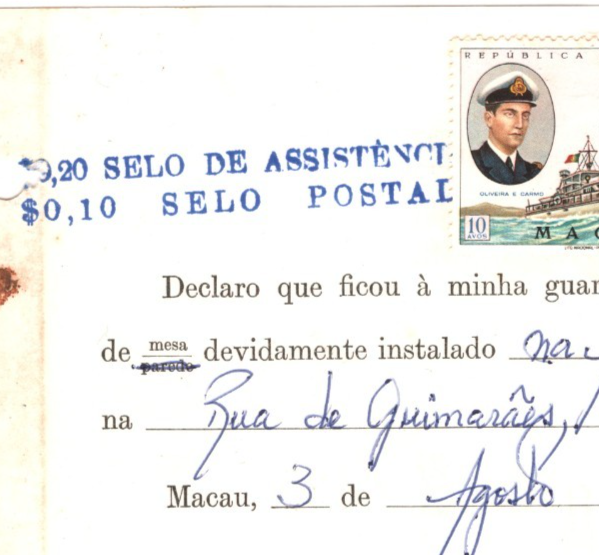 REPÚBLICA
OLIVEIRA E CARMO
10
AVOS
$0,20 SELO DE ASSISTÊNCI
$0,10 SELO POSTAL
Declaro que ficou à minha guar
de mesa devidamente instalado na
parede
na Rua de Guimarães,
Macau, 3 de Agosto